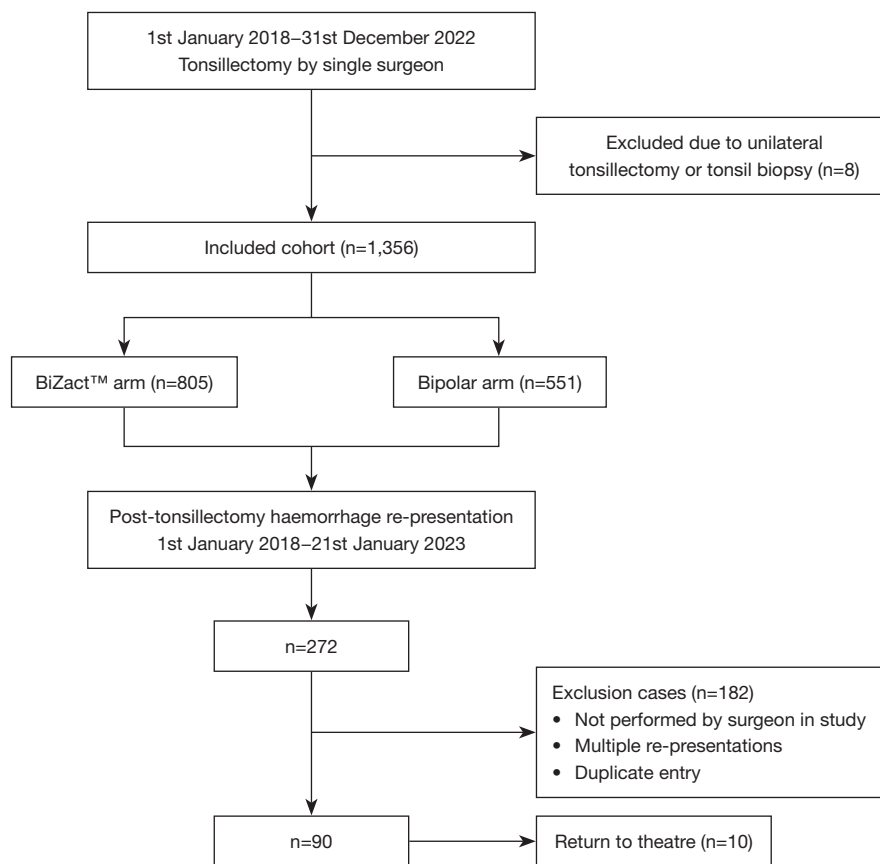 1st January 2018–31st December 2022
Tonsillectomy by single surgeon
Excluded due to unilateral
tonsillectomy or tonsil biopsy (n=8)
Included cohort (n=1,356)
BiZact™ arm (n=805)
Bipolar arm (n=551)
Post-tonsillectomy haemorrhage re-presentation
1st January 2018–21st January 2023
n=272
Exclusion cases (n=182)
• Not performed by surgeon in study
• Multiple re-presentations
• Duplicate entry
n=90
Return to theatre (n=10)